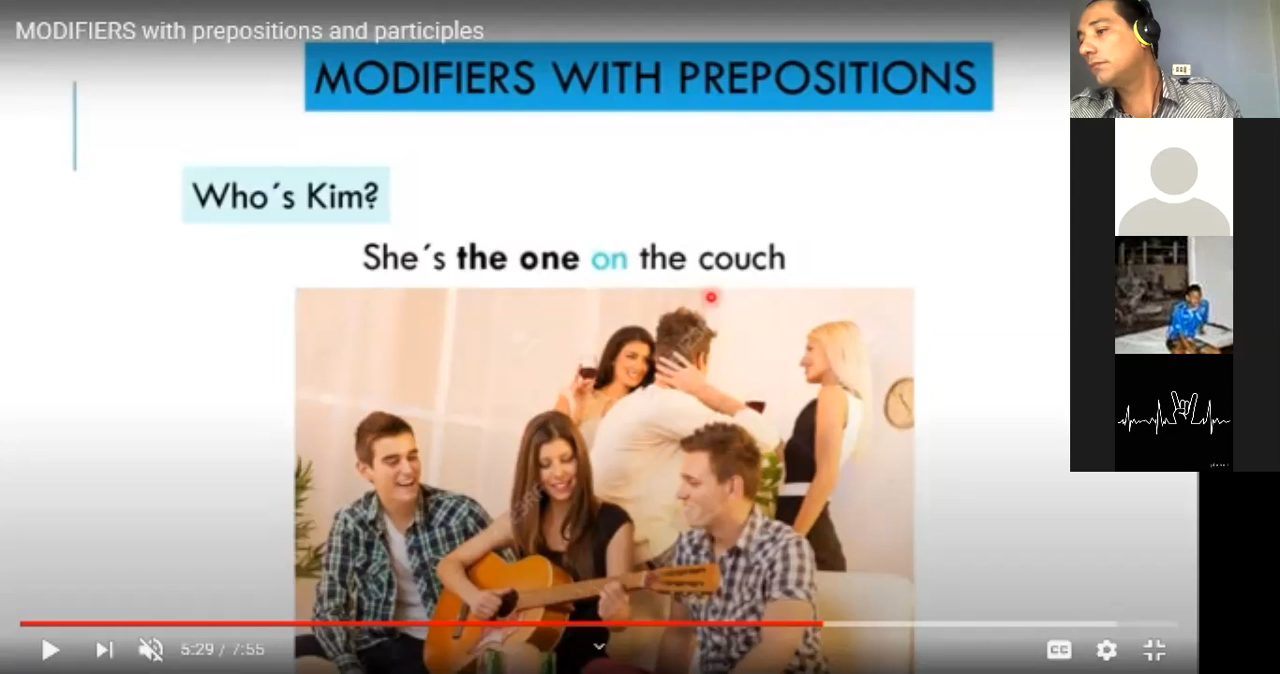 MODIFIERS with prepositions and participles
MODIFIERS WITH PREPOSITIONS
Who´s Kim?
She´s the one on the couch
5:29 / 7:55
CC